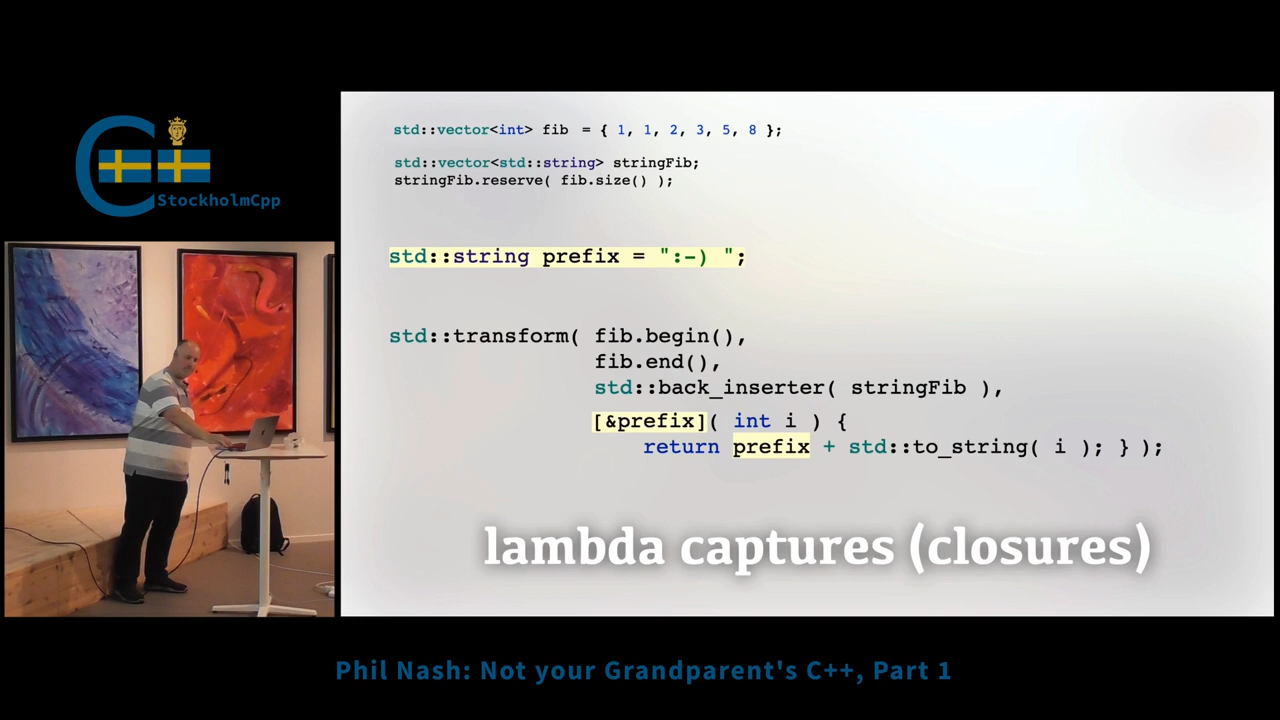 StockholmCpp
std::vector<int> fib = { 1, 1, 2, 3, 5, 8 };
std::vector<std::string> stringFib;
stringFib.reserve( fib.size() );
std::string prefix = ":-) ";
std::transform( fib.begin(),
fib.end(),
std::back_inserter( stringFib ),
[&prefix]( int i ) {
return prefix + std::to_string( i ); } );
lambda captures (closures)
Phil Nash: Not your Grandparent's C++, Part 1